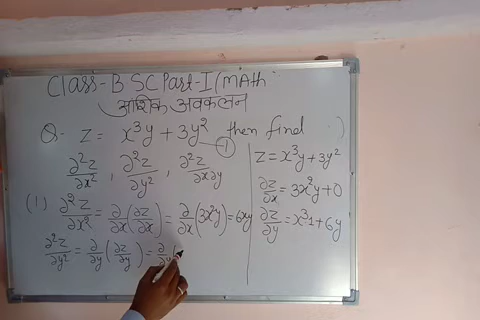 Class-B SC Part-I (MATH
आंशिक अवकलन
Q:- z = x³y + 3y² —① then find )
∂²z/∂x² , ∂²z/∂y² , ∂²z/∂x∂y
(1) ∂²z/∂x² = ∂/∂x (∂z/∂x) = ∂/∂x (3x²y) = 6xy
∂²z/∂y² = ∂/∂y (∂z/∂y) = ∂/∂y (
z = x³y + 3y²
∂z/∂x = 3x²y + 0
∂z/∂y = x³·1 + 6y